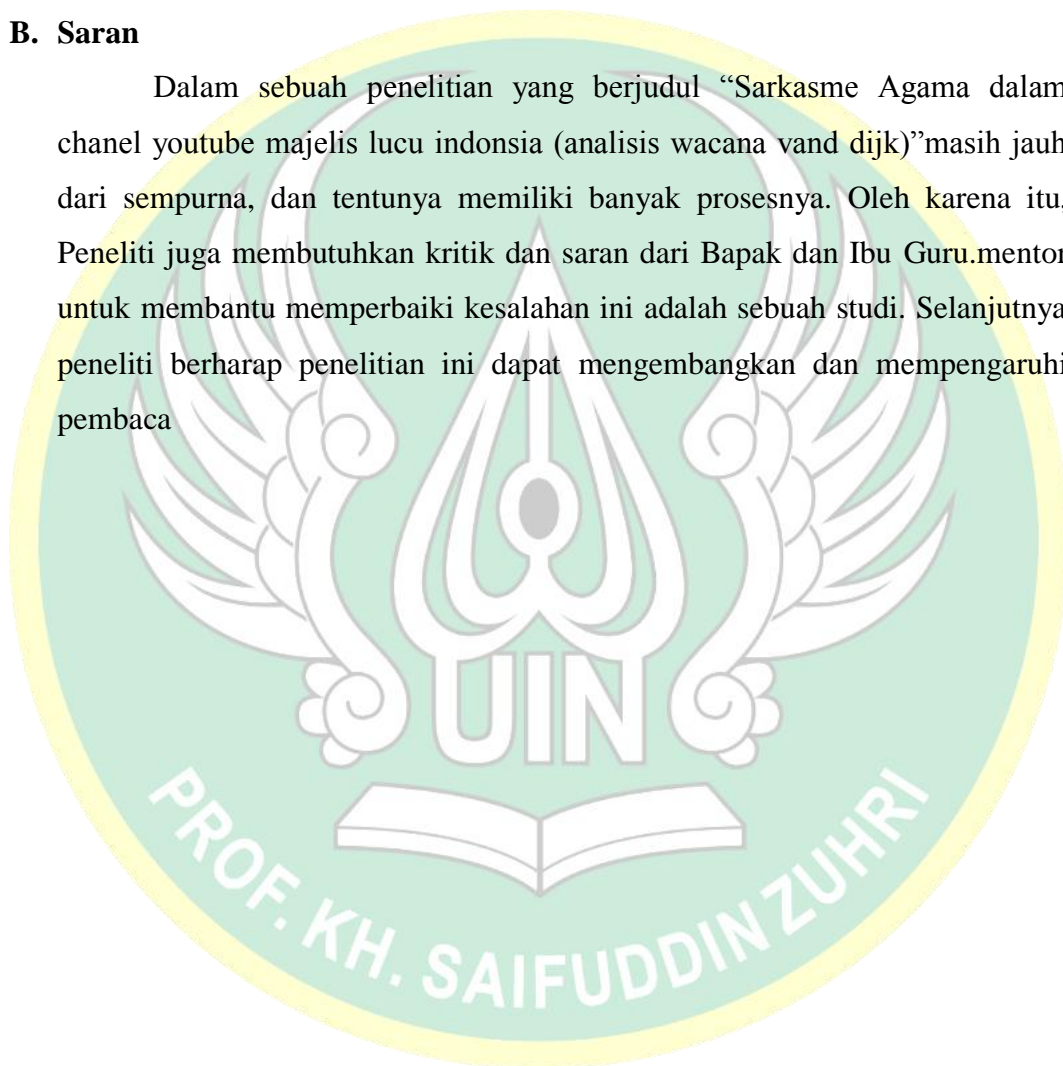 B. Saran
Dalam sebuah penelitian yang berjudul “Sarkasme Agama dalam
chanel youtube majelis lucu indonsia (analisis wacana vand dijk)”masih jauh
dari sempurna, dan tentunya memiliki banyak prosesnya. Oleh karena itu,
Peneliti juga membutuhkan kritik dan saran dari Bapak dan Ibu Guru.mentor
untuk membantu memperbaiki kesalahan ini adalah sebuah studi. Selanjutnya
peneliti berharap penelitian ini dapat mengembangkan dan mempengaruhi
pembaca
UIN
PROF. KH. SAIFUDDIN ZUHRI